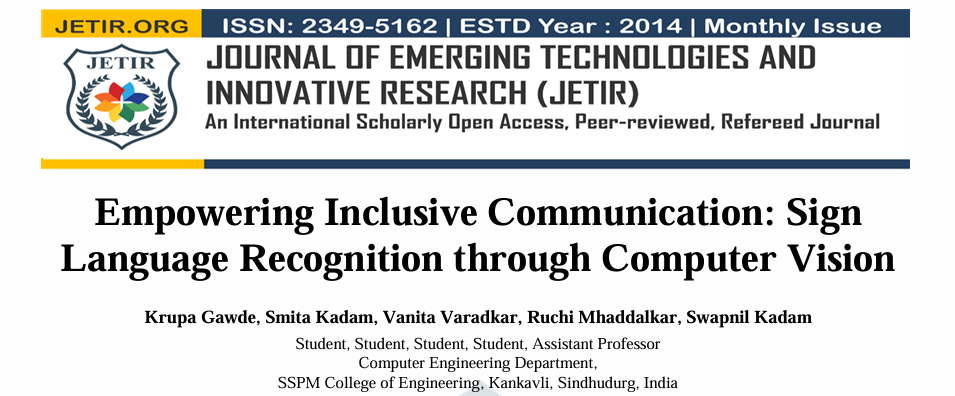 JETIR.ORG ISSN: 2349-5162 | ESTD Year : 2014 | Monthly Issue
JETIR
JOURNAL OF EMERGING TECHNOLOGIES AND
INNOVATIVE RESEARCH (JETIR)
An International Scholarly Open Access, Peer-reviewed, Refereed Journal
Empowering Inclusive Communication: Sign
Language Recognition through Computer Vision
Krupa Gawde, Smita Kadam, Vanita Varadkar, Ruchi Mhaddalkar, Swapnil Kadam
Student, Student, Student, Student, Assistant Professor
Computer Engineering Department,
SSPM College of Engineering, Kankavli, Sindhudurg, India